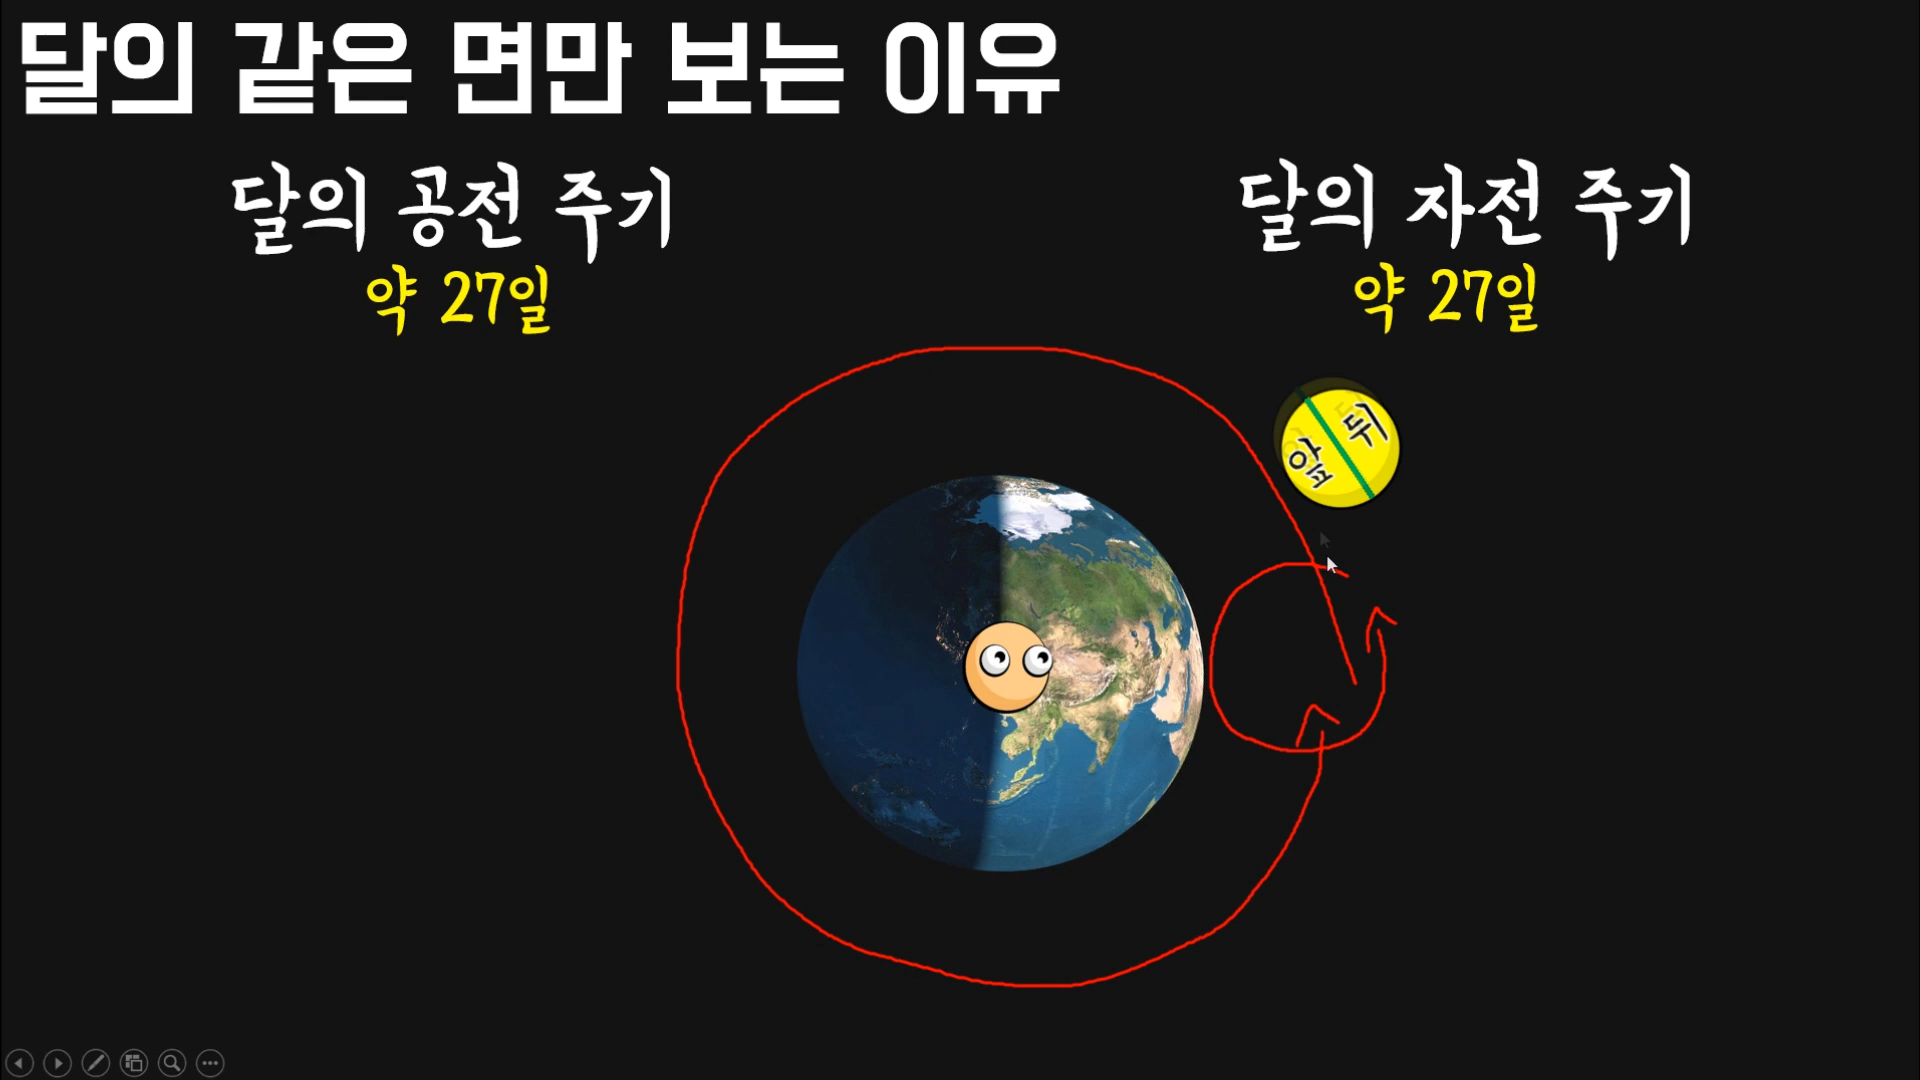 달의 같은 면만 보는 이유
달의 공전 주기
약 27일
달의 자전 주기
약 27일
앞
뒤